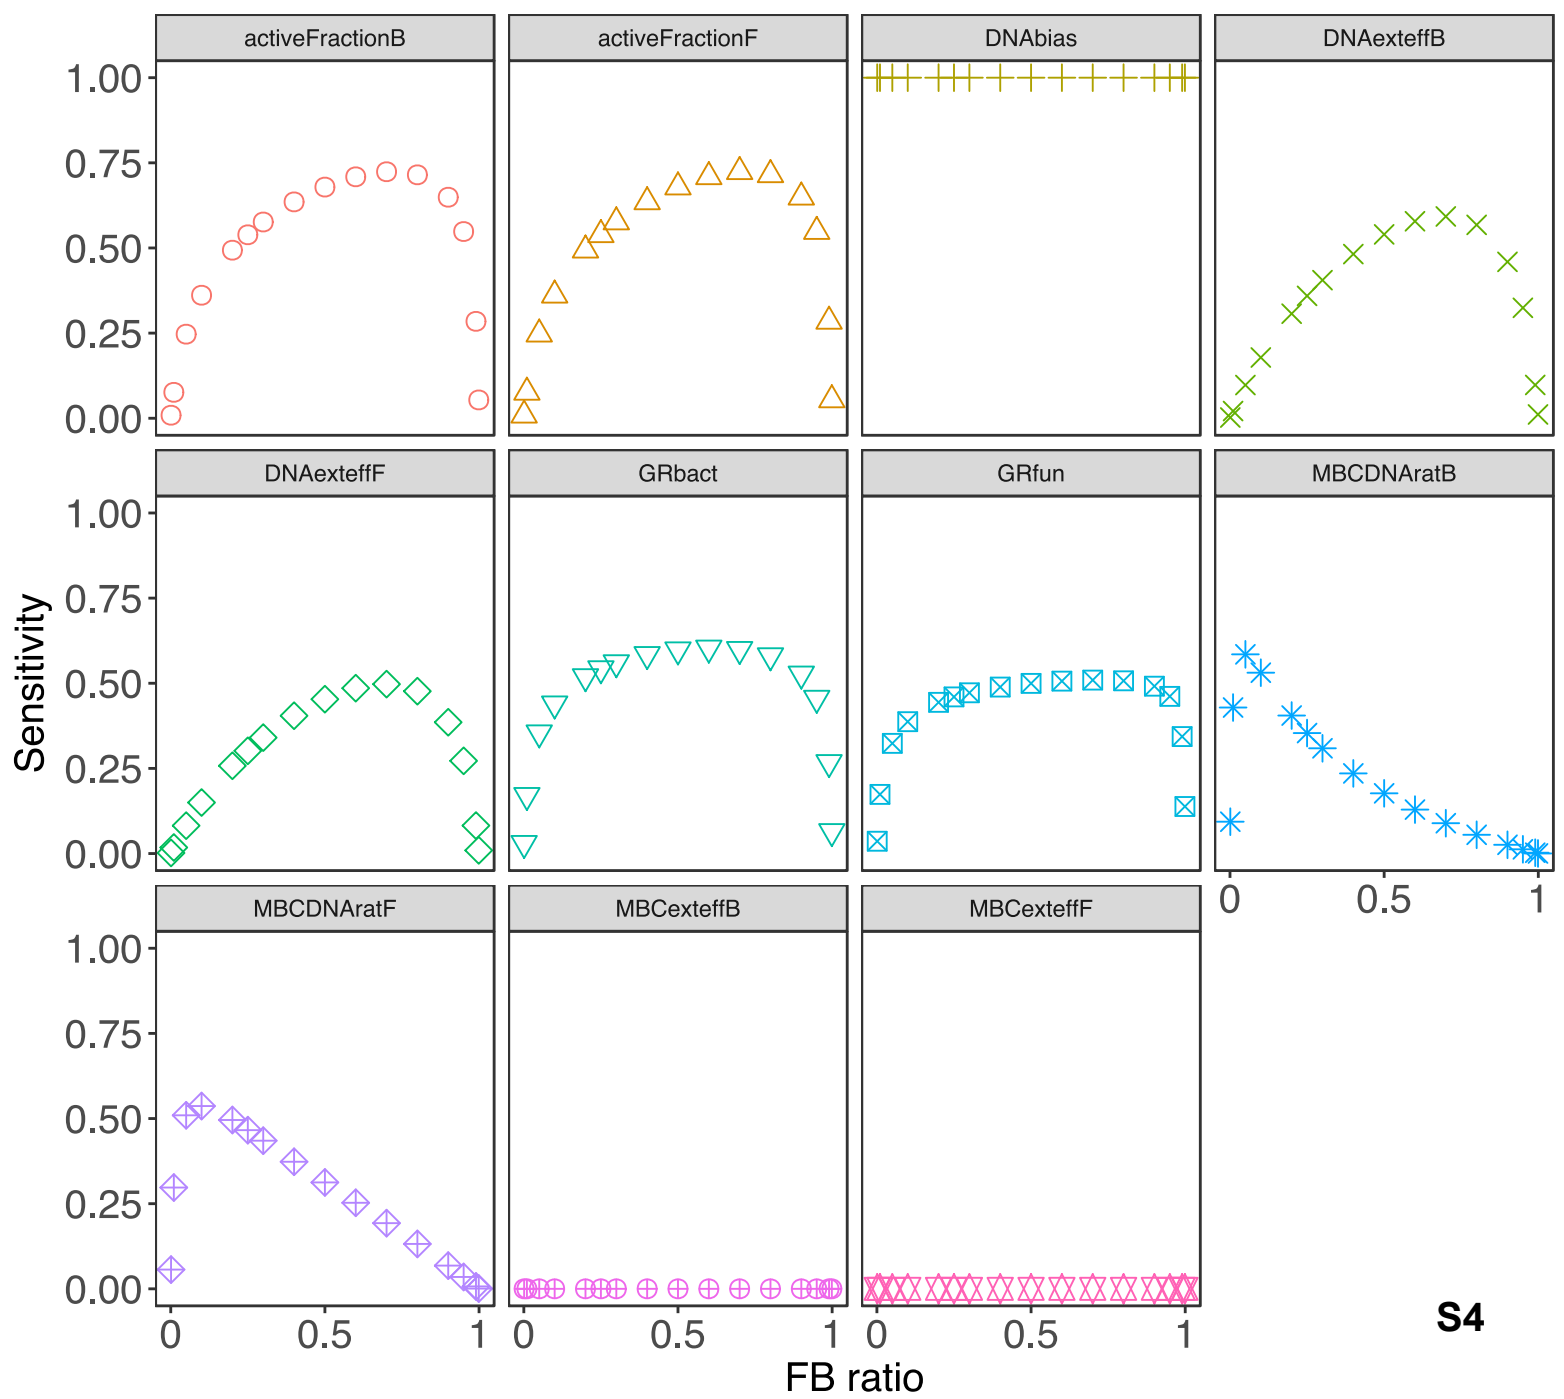 activeFractionB activeFractionF DNAbias DNAexteffB
1.00
0.75
0.50
0.25
0.00
DNAexteffF GRbact GRfun MBCDNAratB
1.00
0.75
0.50
0.25
0.00
Sensitivity
0 0.5 1
MBCDNAratF MBCexteffB MBCexteffF
1.00
0.75
0.50
0.25
0.00
0 0.5 1 0 0.5 1 0 0.5 1
FB ratio
S4